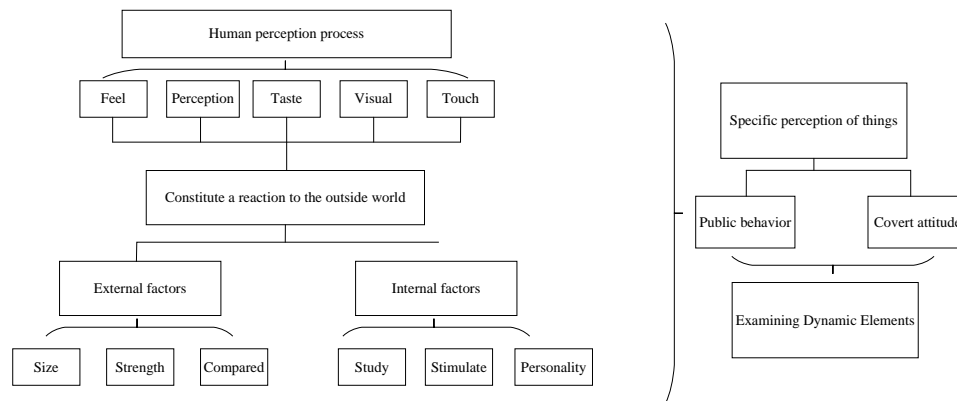 Human perception process
Feel
Perception
Taste
Visual
Touch
Constitute a reaction to the outside world
External factors
Internal factors
Size
Strength
Compared
Study
Stimulate
Personality
Specific perception of things
Public behavior
Covert attitude
Examining Dynamic Elements